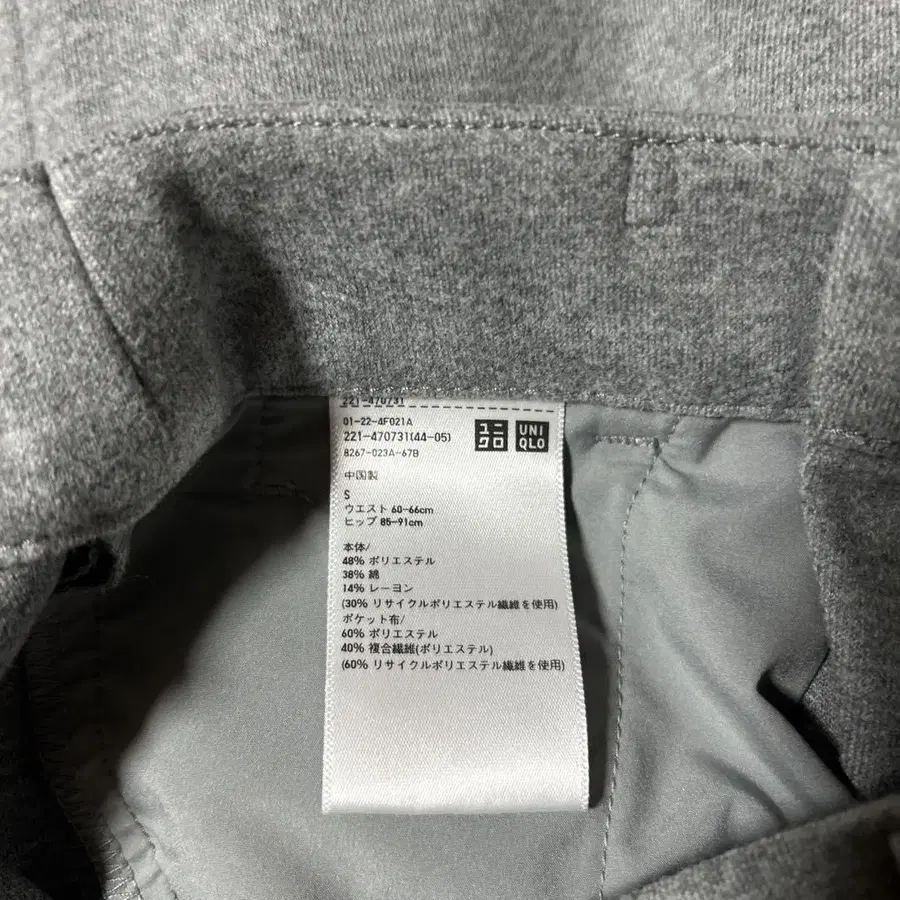 221-470731
01-22-4F021A
221-470731(44-05)
8267-023A-67B
ユニ
クロ
UNI
QLO
中国製
S
ウエスト 60-66cm
ヒップ 85-91cm
本体/
48% ポリエステル
38% 綿
14% レーヨン
(30% リサイクルポリエステル繊維を使用)
ポケット布/
60% ポリエステル
40% 複合繊維(ポリエステル)
(60% リサイクルポリエステル繊維を使用)